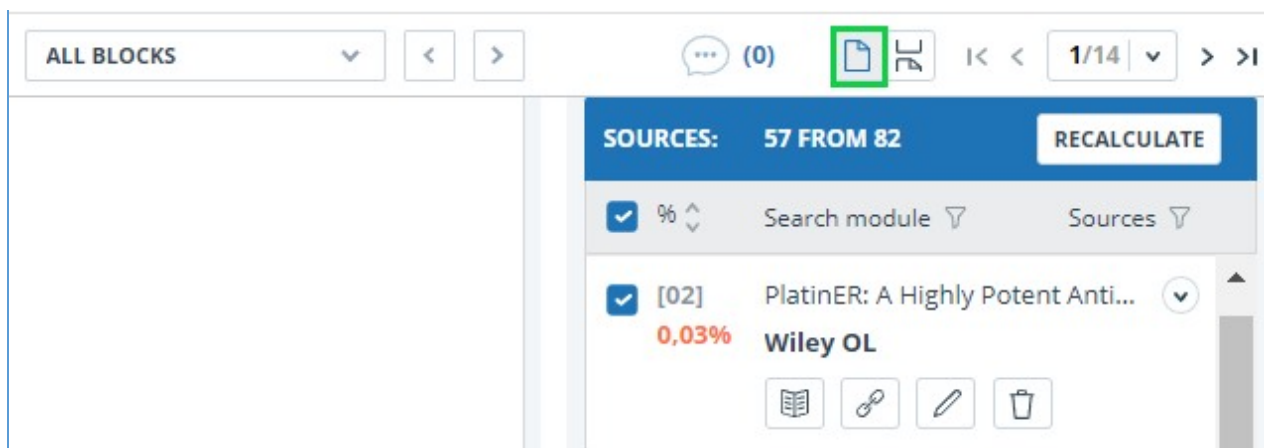 ALL BLOCKS (0) 1/14
SOURCES: 57 FROM 82 RECALCULATE
% Search module Sources
[02] PlatinER: A Highly Potent Anti...
0,03% Wiley OL